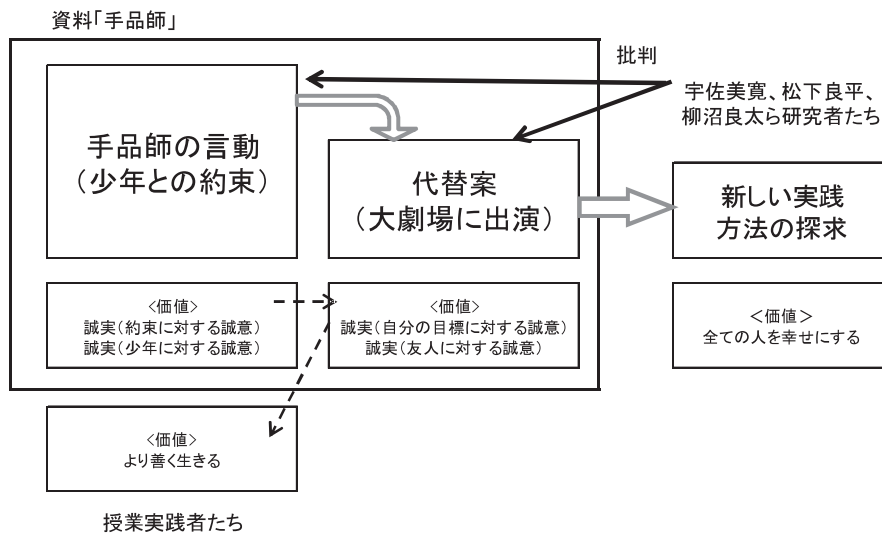 資料「手品師」
批判
宇佐美寛、松下良平、
柳沼良太ら研究者たち
手品師の言動
(少年との約束)
代替案
(大劇場に出演)
新しい実践
方法の探求
<価値>
誠実(約束に対する誠意)
誠実(少年に対する誠意)
<価値>
誠実(自分の目標に対する誠意)
誠実(友人に対する誠意)
<価値>
全ての人を幸せにする
<価値>
より善く生きる
授業実践者たち